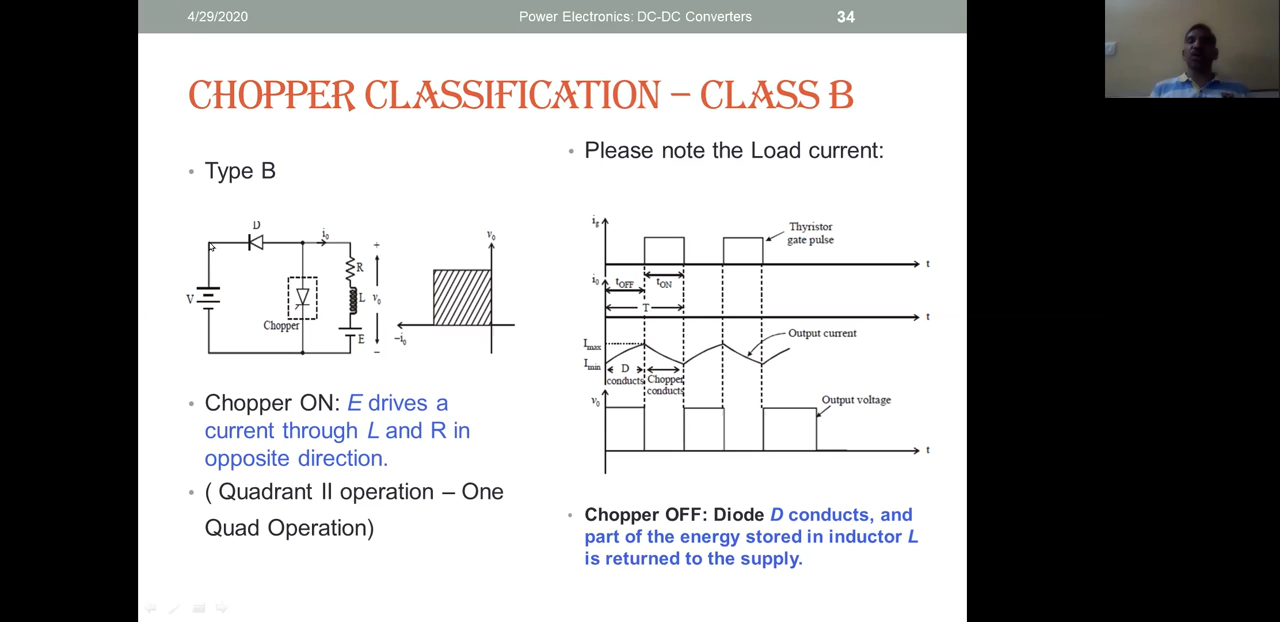 4/29/2020
Power Electronics: DC-DC Converters
34
CHOPPER CLASSIFICATION – CLASS B
• Type B
D
i0
+
R
V
L v0
Chopper
E
−
v0
−i0
• Chopper ON: E drives a
current through L and R in
opposite direction.
• ( Quadrant II operation – One
Quad Operation)
• Please note the Load current:
ig
Thyristor
gate pulse
t
i0
tOFF
tON
T
t
Output current
Imax
Imin
D
conducts
Chopper
conducts
v0
Output voltage
t
• Chopper OFF: Diode D conducts, and
part of the energy stored in inductor L
is returned to the supply.